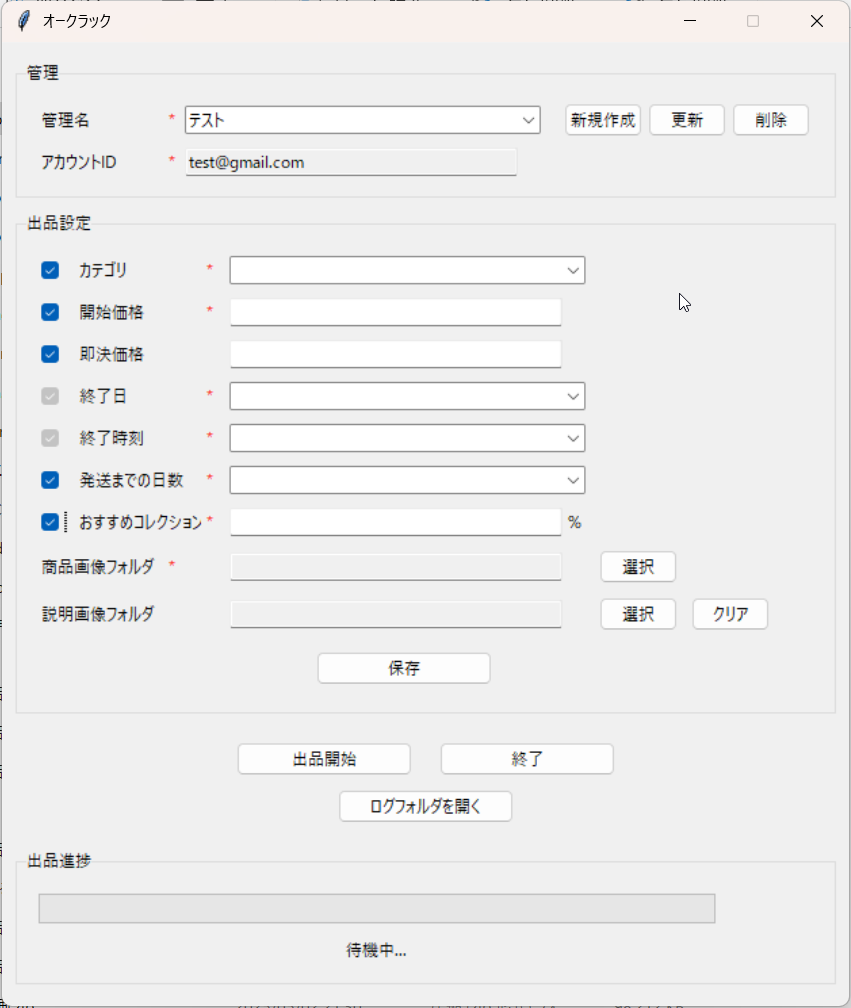 オークラック
管理
管理名 * テスト 新規作成 更新 削除
アカウントID * test@gmail.com
出品設定
カテゴリ *
開始価格 *
即決価格
終了日 *
終了時刻 *
発送までの日数 *
おすすめコレクション * %
商品画像フォルダ * 選択
説明画像フォルダ 選択 クリア
保存
出品開始 終了
ログフォルダを開く
出品進捗
待機中...